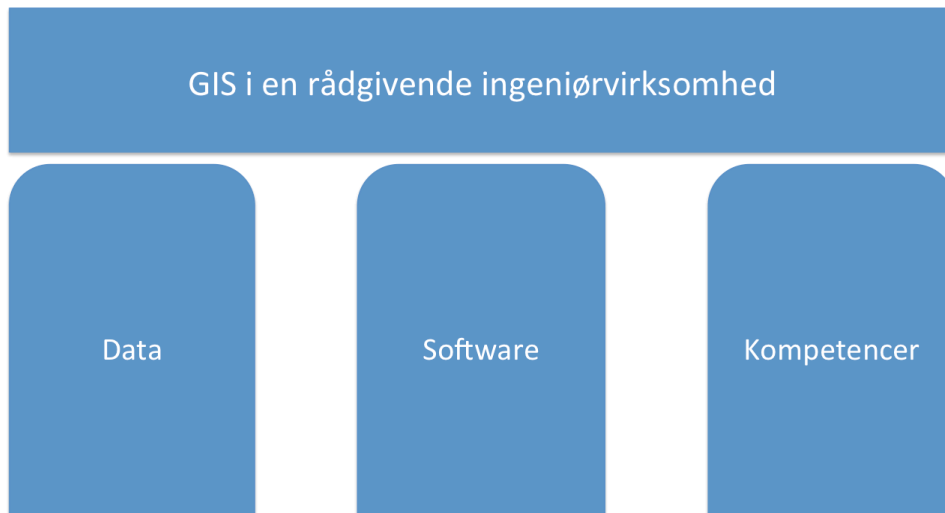 GIS i en rådgivende ingeniørvirksomhed
Data
Software
Kompetencer